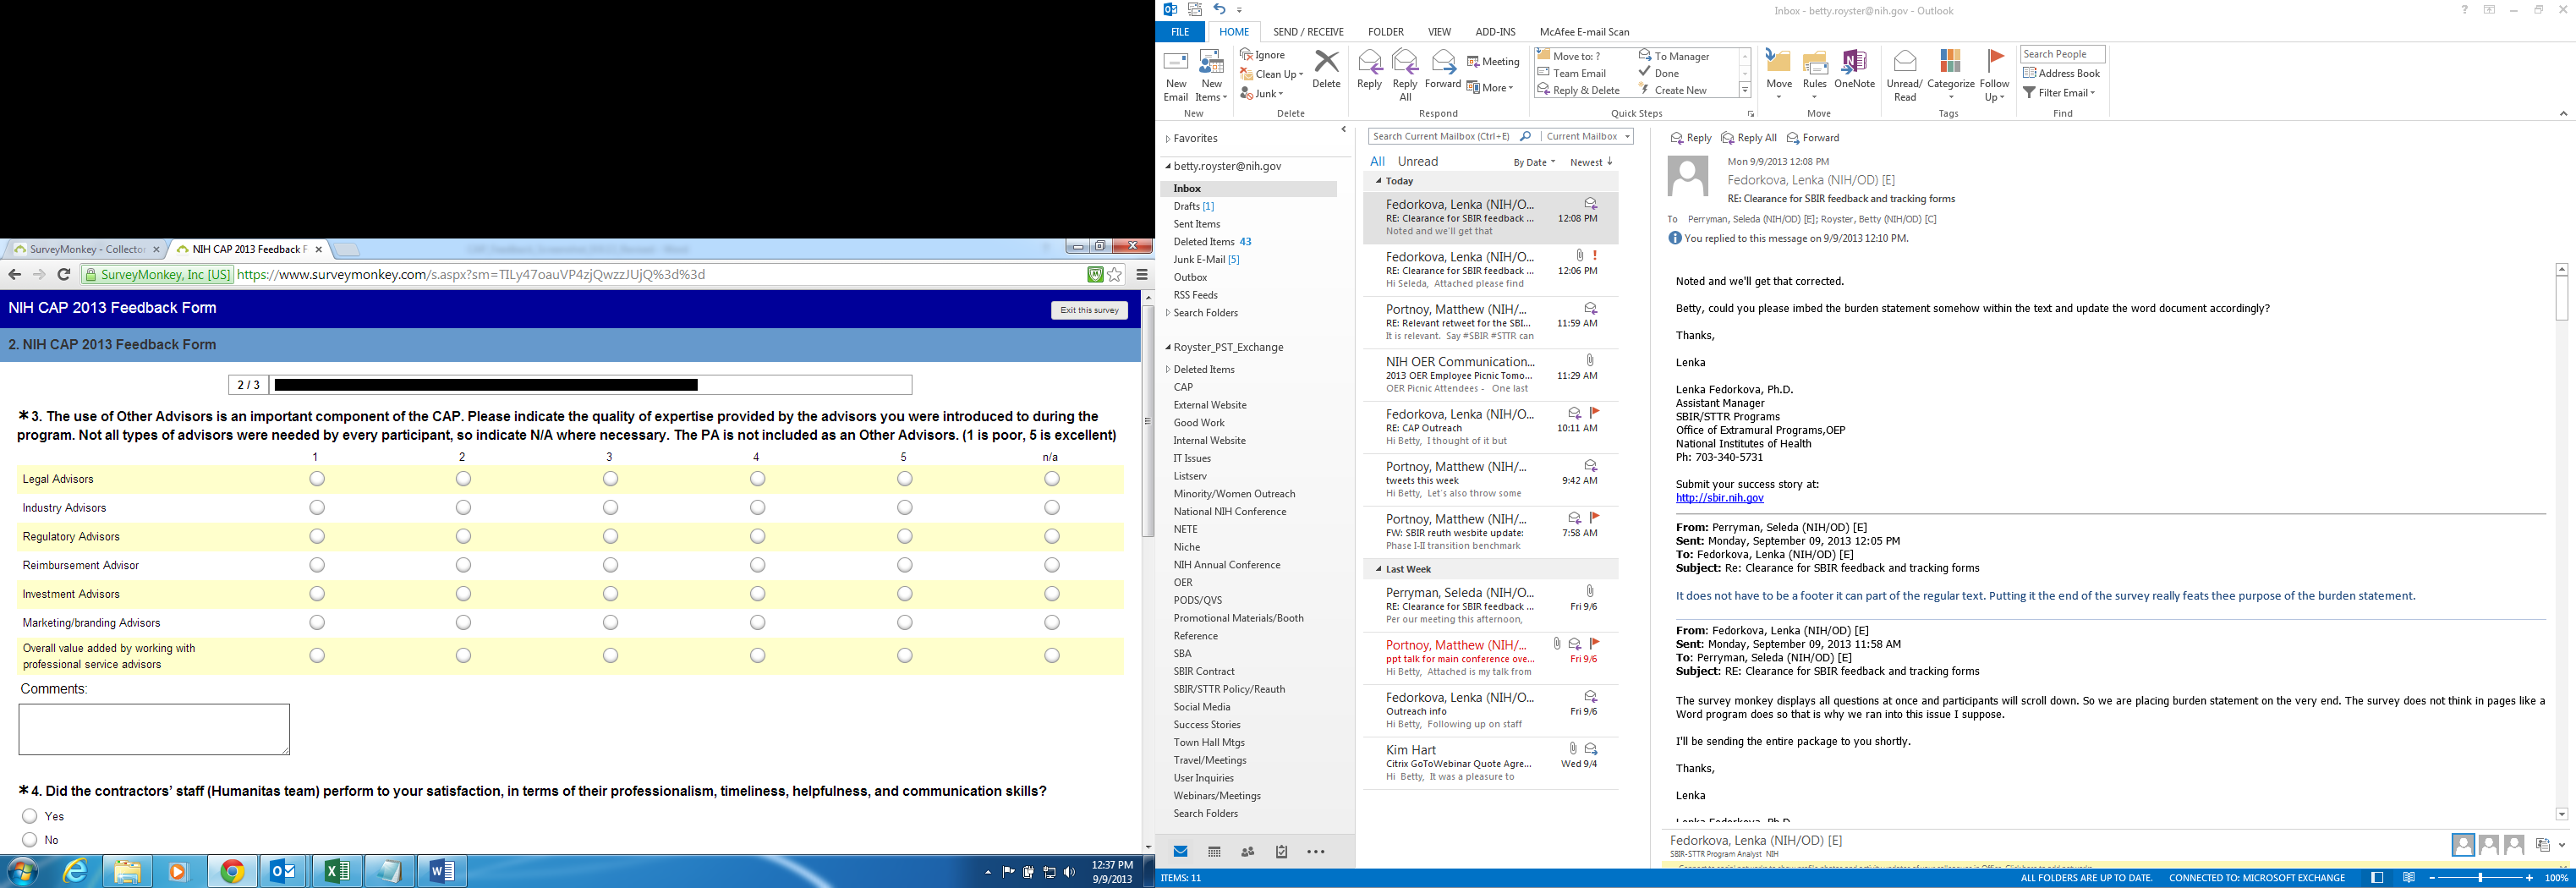 SurveyMonkey - Collector
NIH CAP 2013 Feedback F
SurveyMonkey, Inc [US] https://www.surveymonkey.com/s.aspx?sm=TILy47oauVP4zjQwzzJUjQ%3d%3d
NIH CAP 2013 Feedback Form
Exit this survey
2. NIH CAP 2013 Feedback Form
2 / 3
*3. The use of Other Advisors is an important component of the CAP. Please indicate the quality of expertise provided by the advisors you were introduced to during the
program. Not all types of advisors were needed by every participant, so indicate N/A where necessary. The PA is not included as an Other Advisors. (1 is poor, 5 is excellent)
1 2 3 4 5 n/a
Legal Advisors
Industry Advisors
Regulatory Advisors
Reimbursement Advisor
Investment Advisors
Marketing/branding Advisors
Overall value added by working with
professional service advisors
Comments:
*4. Did the contractors' staff (Humanitas team) perform to your satisfaction, in terms of their professionalism, timeliness, helpfulness, and communication skills?
Yes
No
12:37 PM
9/9/2013
Inbox - betty.royster@nih.gov - Outlook
FILE HOME SEND / RECEIVE FOLDER VIEW ADD-INS McAfee E-mail Scan
New Email
New Items
New
Ignore
Clean Up
Junk
Delete
Delete
Reply
Reply All
Forward
Meeting
More
Respond
Move to: ?
Team Email
Reply & Delete
To Manager
Done
Create New
Quick Steps
Move
Rules
OneNote
Move
Unread/ Read
Categorize
Follow Up
Tags
Search People
Address Book
Filter Email
Find
Favorites
betty.royster@nih.gov
Inbox
Drafts [1]
Sent Items
Deleted Items 43
Junk E-Mail [5]
Outbox
RSS Feeds
Search Folders
Royster_PST_Exchange
Deleted Items
CAP
External Website
Good Work
Internal Website
IT Issues
Listserv
Minority/Women Outreach
National NIH Conference
NETE
Niche
NIH Annual Conference
OER
PODS/QVS
Promotional Materials/Booth
Reference
SBA
SBIR Contract
SBIR/STTR Policy/Reauth
Social Media
Success Stories
Town Hall Mtgs
Travel/Meetings
User Inquiries
Webinars/Meetings
Search Folders
Search Current Mailbox (Ctrl+E) Current Mailbox
All Unread By Date Newest
Today
Fedorkova, Lenka (NIH/O...
RE: Clearance for SBIR feedback ... 12:08 PM
Noted and we'll get that
Fedorkova, Lenka (NIH/O...
RE: Clearance for SBIR feedback ... 12:06 PM
Hi Seleda, Attached please find
Portnoy, Matthew (NIH/...
RE: Relevant retweet for the SBI... 11:59 AM
It is relevant. Say #SBIR #STTR can
NIH OER Communication...
2013 OER Employee Picnic Tomo... 11:29 AM
OER Picnic Attendees - One last
Fedorkova, Lenka (NIH/O...
RE: CAP Outreach 10:11 AM
Hi Betty, I thought of it but
Portnoy, Matthew (NIH/...
tweets this week 9:42 AM
Hi Betty, Let's also throw some
Portnoy, Matthew (NIH/...
FW: SBIR reuth wesbite update: 7:58 AM
Phase I-II transition benchmark
Last Week
Perryman, Seleda (NIH/O...
RE: Clearance for SBIR feedback ... Fri 9/6
Per our meeting this afternoon,
Portnoy, Matthew (NIH/...
ppt talk for main conference ove... Fri 9/6
Hi Betty, Attached is my talk from
Fedorkova, Lenka (NIH/O...
Outreach info Fri 9/6
Hi Betty, Following up on staff
Kim Hart
Citrix GoToWebinar Quote Agre... Wed 9/4
Hi Betty, It was a pleasure to
Reply Reply All Forward
Mon 9/9/2013 12:08 PM
Fedorkova, Lenka (NIH/OD) [E]
RE: Clearance for SBIR feedback and tracking forms
To Perryman, Seleda (NIH/OD) [E]; Royster, Betty (NIH/OD) [C]
You replied to this message on 9/9/2013 12:10 PM.
Noted and we'll get that corrected.
Betty, could you please imbed the burden statement somehow within the text and update the word document accordingly?
Thanks,
Lenka
Lenka Fedorkova, Ph.D.
Assistant Manager
SBIR/STTR Programs
Office of Extramural Programs,OEP
National Institutes of Health
Ph: 703-340-5731
Submit your success story at:
http://sbir.nih.gov
From: Perryman, Seleda (NIH/OD) [E]
Sent: Monday, September 09, 2013 12:05 PM
To: Fedorkova, Lenka (NIH/OD) [E]
Subject: Re: Clearance for SBIR feedback and tracking forms
It does not have to be a footer it can part of the regular text. Putting it the end of the survey really feats thee purpose of the burden statement.
From: Fedorkova, Lenka (NIH/OD) [E]
Sent: Monday, September 09, 2013 11:58 AM
To: Perryman, Seleda (NIH/OD) [E]
Subject: RE: Clearance for SBIR feedback and tracking forms
The survey monkey displays all questions at once and participants will scroll down. So we are placing burden statement on the very end. The survey does not think in pages like a
Word program does so that is why we ran into this issue I suppose.
I'll be sending the entire package to you shortly.
Thanks,
Lenka
Lenka Fedorkova, Ph.D.
Fedorkova, Lenka (NIH/OD) [E]
SBIR-STTR Program Analyst NIH
ITEMS: 11
ALL FOLDERS ARE UP TO DATE. CONNECTED TO: MICROSOFT EXCHANGE 100%